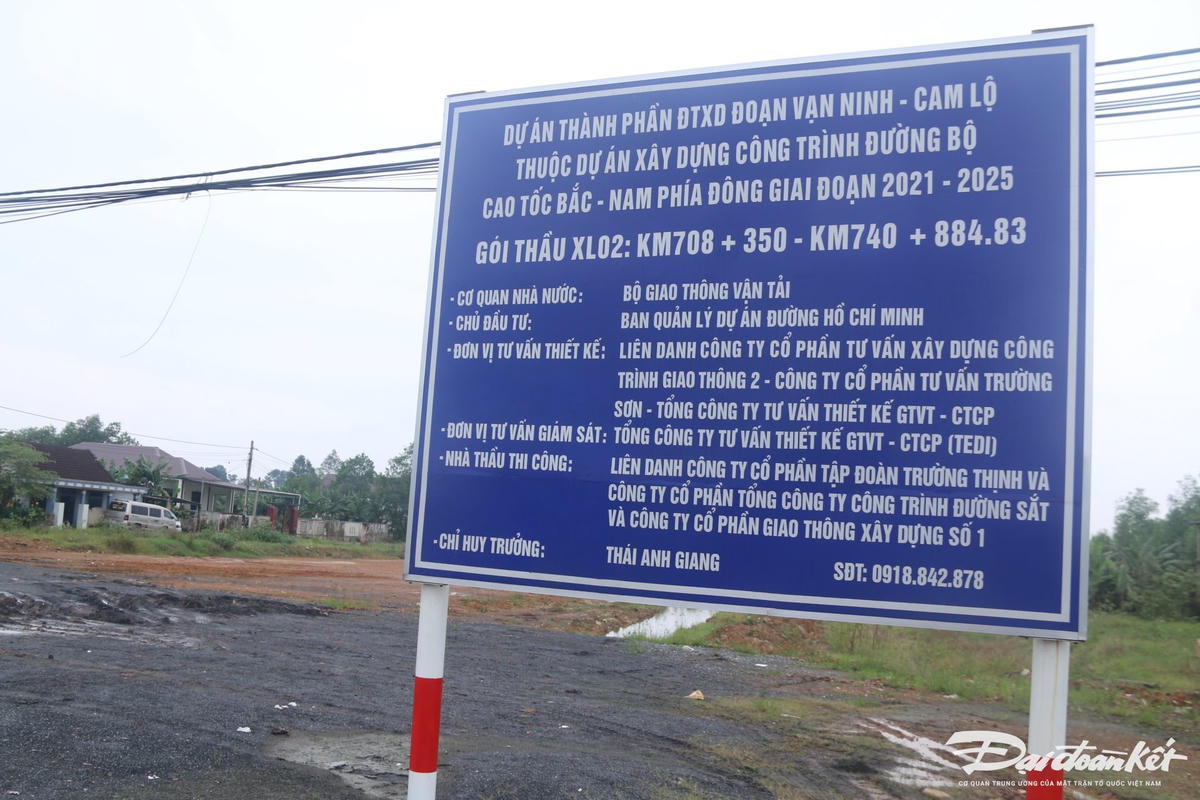 DỰ ÁN THÀNH PHẦN ĐTXD ĐOẠN VẠN NINH - CAM LỘ
THUỘC DỰ ÁN XÂY DỰNG CÔNG TRÌNH ĐƯỜNG BỘ
CAO TỐC BẮC - NAM PHÍA ĐÔNG GIAI ĐOẠN 2021 - 2025
GÓI THẦU XL02: KM708 + 350 - KM740 + 884.83
- CƠ QUAN NHÀ NƯỚC: BỘ GIAO THÔNG VẬN TẢI
- CHỦ ĐẦU TƯ: BAN QUẢN LÝ DỰ ÁN ĐƯỜNG HỒ CHÍ MINH
- ĐƠN VỊ TƯ VẤN THIẾT KẾ: LIÊN DANH CÔNG TY CỔ PHẦN TƯ VẤN XÂY DỰNG CÔNG
TRÌNH GIAO THÔNG 2 - CÔNG TY CỔ PHẦN TƯ VẤN TRƯỜNG
SƠN - TỔNG CÔNG TY TƯ VẤN THIẾT KẾ GTVT - CTCP
- ĐƠN VỊ TƯ VẤN GIÁM SÁT: TỔNG CÔNG TY TƯ VẤN THIẾT KẾ GTVT - CTCP (TEDI)
- NHÀ THẦU THI CÔNG: LIÊN DANH CÔNG TY CỔ PHẦN TẬP ĐOÀN TRƯỜNG THỊNH VÀ
CÔNG TY CỔ PHẦN TỔNG CÔNG TY CÔNG TRÌNH ĐƯỜNG SẮT
VÀ CÔNG TY CỔ PHẦN GIAO THÔNG XÂY DỰNG SỐ 1
- CHỈ HUY TRƯỞNG: THÁI ANH GIANG SĐT: 0918.842.878
Đại đoàn kết
CƠ QUAN TRUNG ƯƠNG CỦA MẶT TRẬN TỔ QUỐC VIỆT NAM